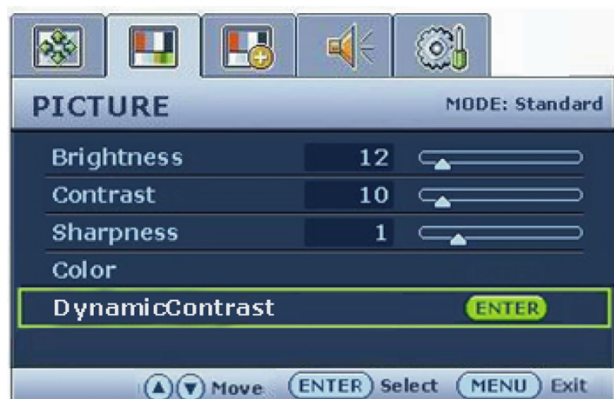 PICTURE MODE: Standard
Brightness 12
Contrast 10
Sharpness 1
Color
DynamicContrast ENTER
Move ENTER Select MENU Exit